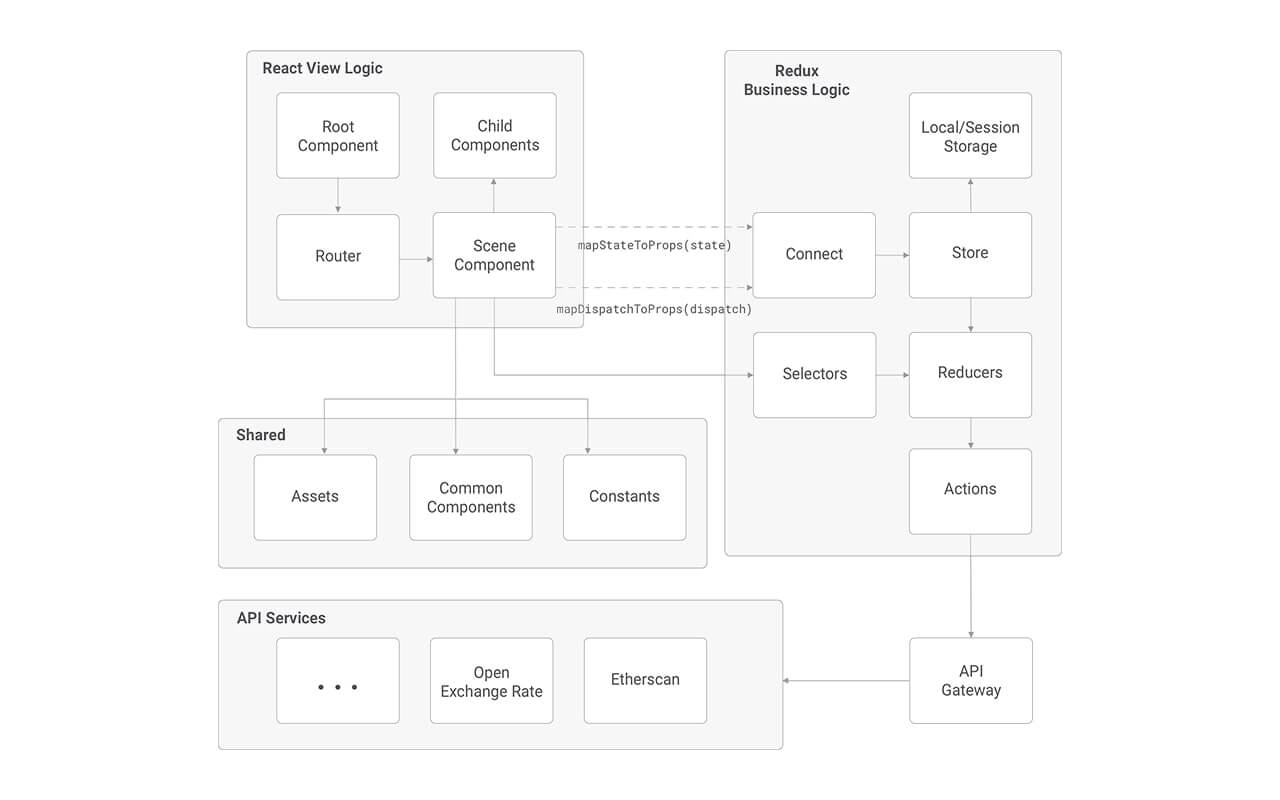 React View Logic
Root
Component
Child
Components
Router
Scene
Component
mapStateToProps(state)
mapDispatchToProps(dispatch)
Redux
Business Logic
Local/Session
Storage
Connect
Store
Selectors
Reducers
Actions
Shared
Assets
Common
Components
Constants
API Services
• • •
Open
Exchange Rate
Etherscan
API
Gateway